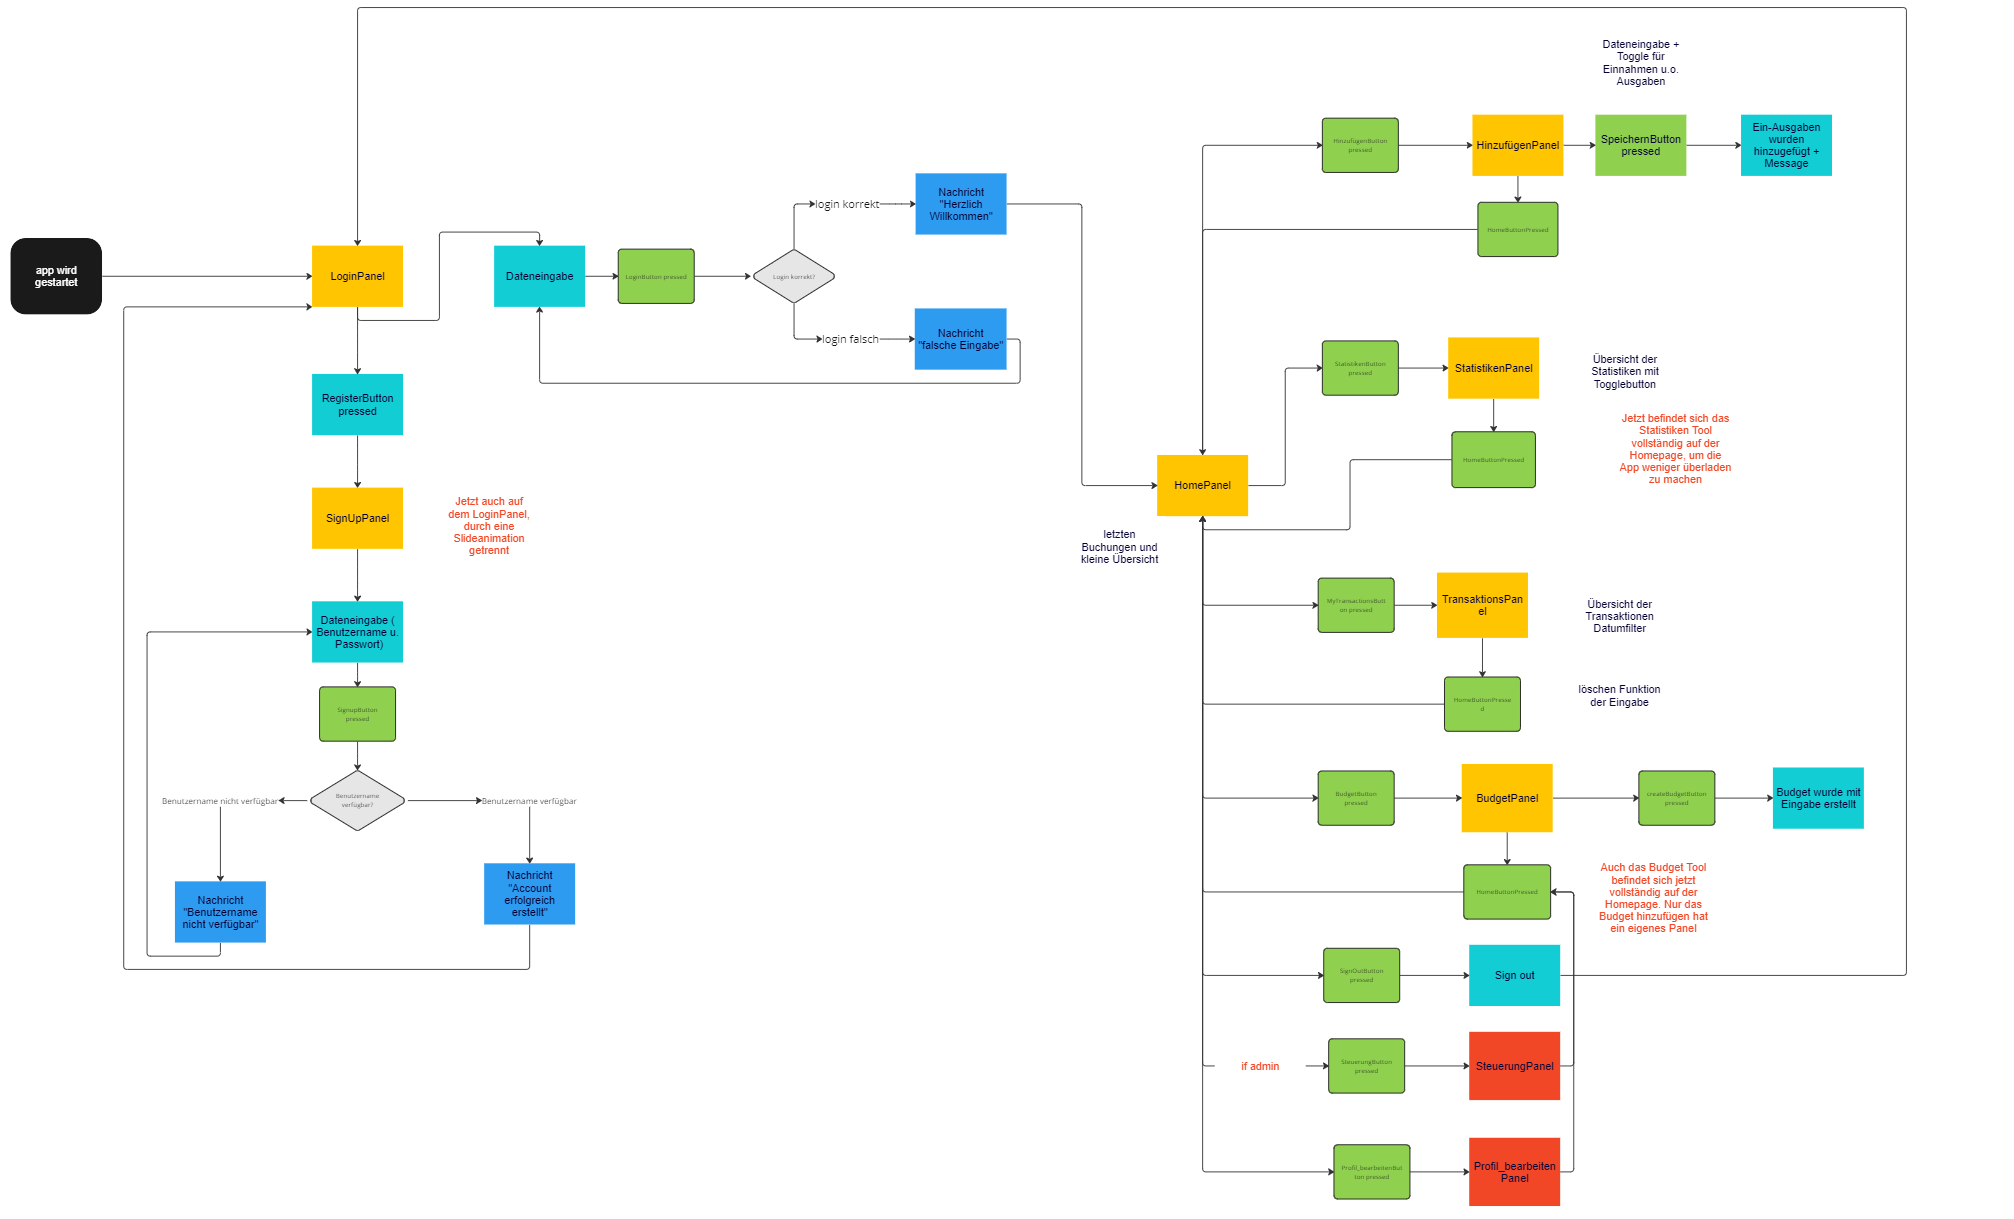 app wird
gestartet
LoginPanel
RegisterButton
pressed
SignUpPanel
Jetzt auch auf
dem LoginPanel,
durch eine
Slideanimation
getrennt
Dateneingabe (
Benutzername u.
Passwort)
SignupButton
pressed
Benutzername
verfügbar?
Benutzername nicht verfügbar
Benutzername verfügbar
Nachricht
"Benutzername
nicht verfügbar"
Nachricht
"Account
erfolgreich
erstellt"
Dateneingabe
LoginButton pressed
Login korrekt?
login korrekt
login falsch
Nachricht
"Herzlich
Willkommen"
Nachricht
"falsche Eingabe"
HomePanel
letzten
Buchungen und
kleine Übersicht
Dateneingabe +
Toggle für
Einnahmen u.o.
Ausgaben
HinzufügenButton
pressed
HinzufügenPanel
SpeichernButton
pressed
Ein-Ausgaben
wurden
hinzugefügt +
Message
HomeButtonPressed
StatistikenButton
pressed
StatistikenPanel
Übersicht der
Statistiken mit
Togglebutton
Jetzt befindet sich das
Statistiken Tool
vollständig auf der
Homepage, um die
App weniger überladen
zu machen
HomeButtonPressed
MyTransactionsButt
on pressed
TransaktionsPan
el
Übersicht der
Transaktionen
Datumfilter
HomeButtonPresse
d
löschen Funktion
der Eingabe
BudgetButton
pressed
BudgetPanel
createBudgetButton
pressed
Budget wurde mit
Eingabe erstellt
HomeButtonPressed
Auch das Budget Tool
befindet sich jetzt
vollständig auf der
Homepage. Nur das
Budget hinzufügen hat
ein eigenes Panel
SignOutButton
pressed
Sign out
if admin
SteuerungButton
pressed
SteuerungPanel
Profil_bearbeitenBut
ton pressed
Profil_bearbeiten
Panel